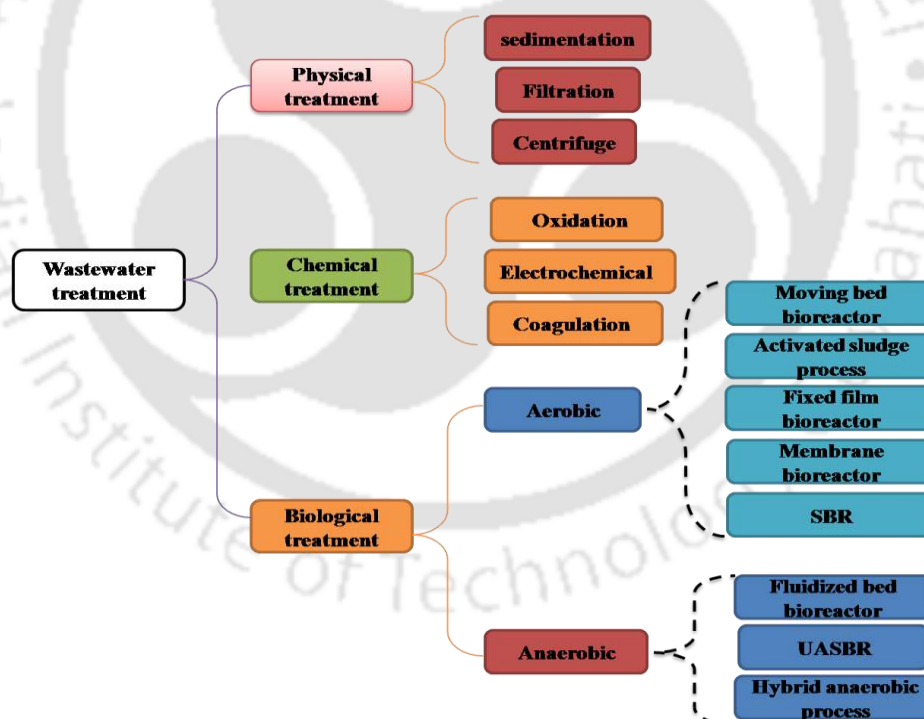 sedimentation
Physical
treatment
Filtration
Centrifuge
Oxidation
Wastewater
treatment
Chemical
treatment
Electrochemical
Coagulation
Moving bed
bioreactor
Activated sludge
process
Aerobic
Fixed film
bioreactor
Membrane
bioreactor
Biological
treatment
SBR
Fluidized bed
bioreactor
Anaerobic
UASBR
Hybrid anaerobic
process
Institute of Technolo